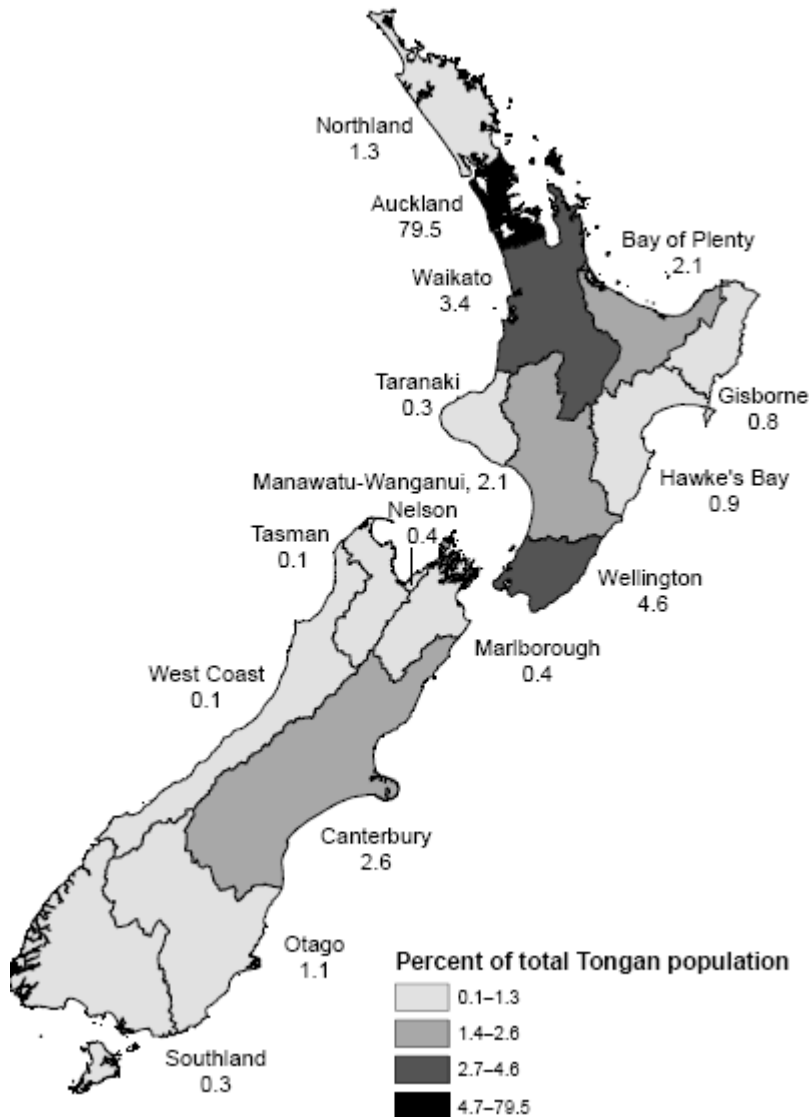 Northland
1.3
Auckland
79.5
Bay of Plenty
2.1
Waikato
3.4
Taranaki
0.3
Gisborne
0.8
Manawatu-Wanganui, 2.1
Hawke's Bay
0.9
Nelson
0.4
Tasman
0.1
Wellington
4.6
Marlborough
0.4
West Coast
0.1
Canterbury
2.6
Otago
1.1
Southland
0.3
Percent of total Tongan population
0.1–1.3
1.4–2.6
2.7–4.6
4.7–79.5